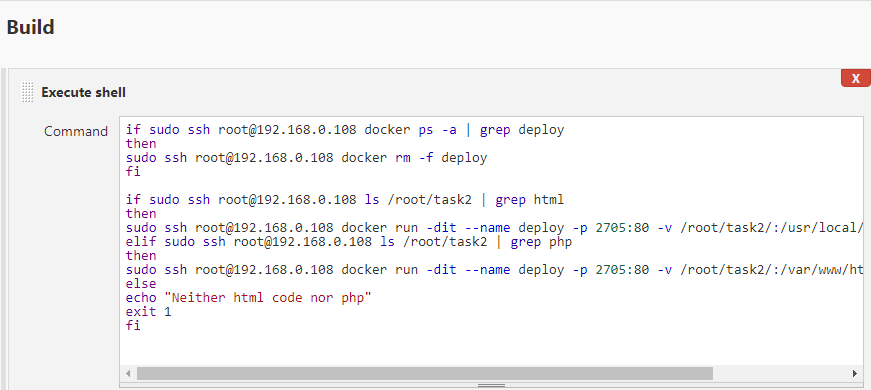 Build
X
Execute shell
Command
if sudo ssh root@192.168.0.108 docker ps -a | grep deploy
then
sudo ssh root@192.168.0.108 docker rm -f deploy
fi
if sudo ssh root@192.168.0.108 ls /root/task2 | grep html
then
sudo ssh root@192.168.0.108 docker run -dit --name deploy -p 2705:80 -v /root/task2/:/usr/local/
elif sudo ssh root@192.168.0.108 ls /root/task2 | grep php
then
sudo ssh root@192.168.0.108 docker run -dit --name deploy -p 2705:80 -v /root/task2/:/var/www/ht
else
echo "Neither html code nor php"
exit 1
fi